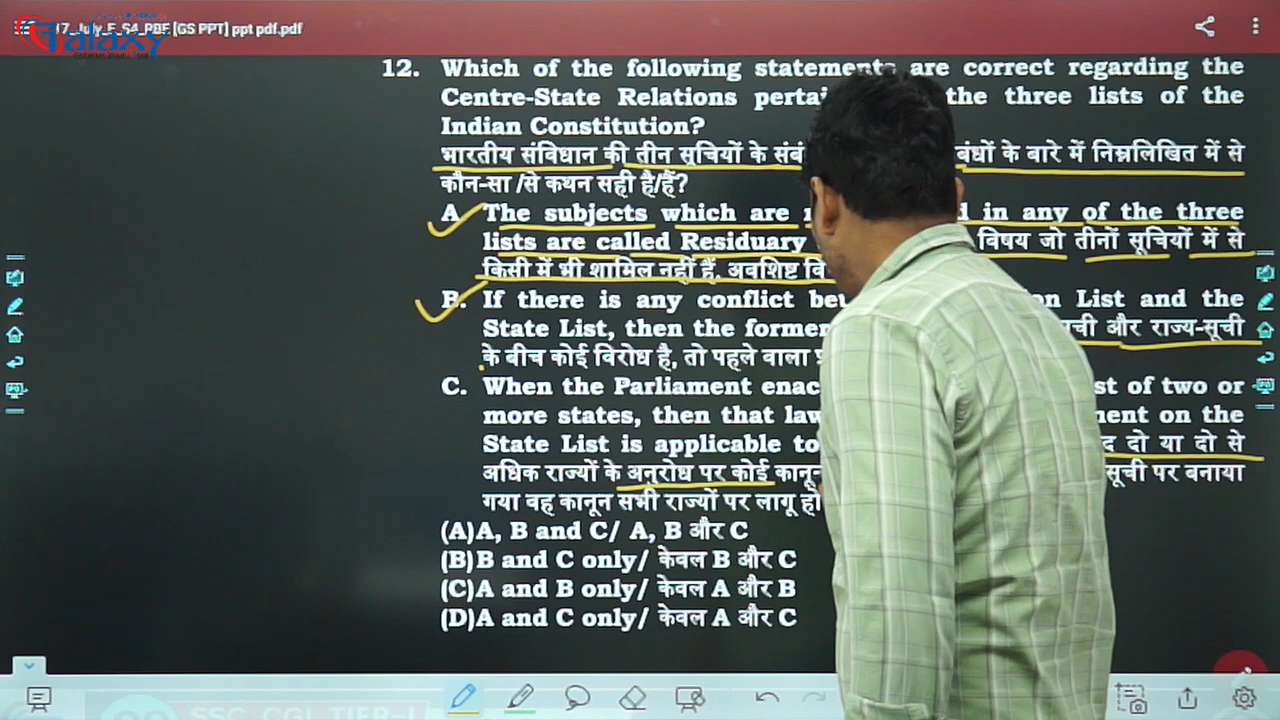 17_July_E_S4_RBE [GS PPT] ppt pdf.pdf
Galaxy
12. Which of the following statements are correct regarding the
Centre-State Relations the three lists of the
Indian Constitution?
भारतीय संविधान की तीन सूचियों के के बारे में निम्नलिखित में से
कौन-सा /से कथन सही है/हैं?
A The subjects which are in any of the three
lists are called Residuary विषय जो तीनों सूचियों में से
किसी में भी शामिल नहीं हैं, अवशिष्ट
B. If there is any conflict List and the
State List, then the former और राज्य-सूची
के बीच कोई विरोध है, तो पहले वाला
C. When the Parliament of two or
more states, then that law on the
State List is applicable to दो या दो से
अधिक राज्यों के अनुरोध पर कोई कानून सूची पर बनाया
गया वह कानून सभी राज्यों पर लागू
(A)A, B and C/ A, B और C
(B)B and C only/ केवल B और C
(C)A and B only/ केवल A और B
(D)A and C only/ केवल A और C
SSC CGL TIER-I